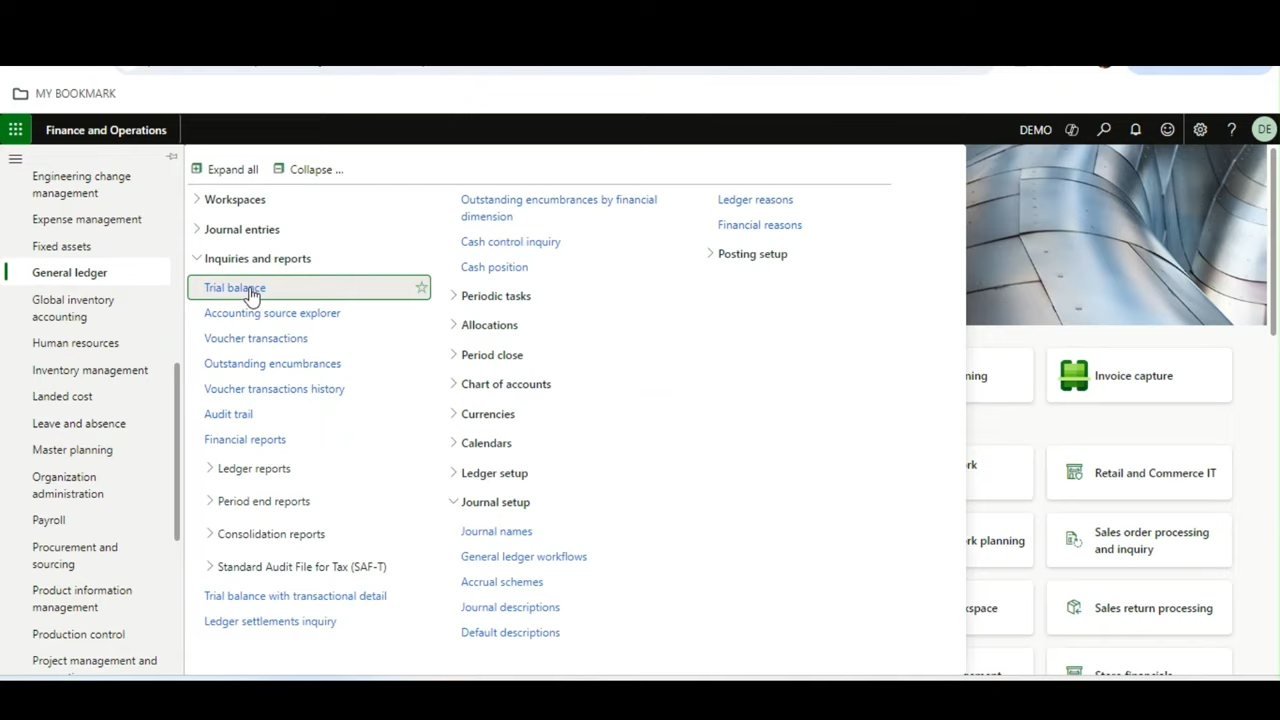 MY BOOKMARK
Finance and Operations
DEMO
DE
Engineering change
management
Expense management
Fixed assets
General ledger
Global inventory
accounting
Human resources
Inventory management
Landed cost
Leave and absence
Master planning
Organization
administration
Payroll
Procurement and
sourcing
Product information
management
Production control
Project management and
Expand all
Collapse ...
Workspaces
Journal entries
Inquiries and reports
Trial balance
Accounting source explorer
Voucher transactions
Outstanding encumbrances
Voucher transactions history
Audit trail
Financial reports
Ledger reports
Period end reports
Consolidation reports
Standard Audit File for Tax (SAF-T)
Trial balance with transactional detail
Ledger settlements inquiry
Outstanding encumbrances by financial
dimension
Cash control inquiry
Cash position
Periodic tasks
Allocations
Period close
Chart of accounts
Currencies
Calendars
Ledger setup
Journal setup
Journal names
General ledger workflows
Accrual schemes
Journal descriptions
Default descriptions
Ledger reasons
Financial reasons
Posting setup
ning
Invoice capture
rk
Retail and Commerce IT
rk planning
Sales order processing
and inquiry
space
Sales return processing